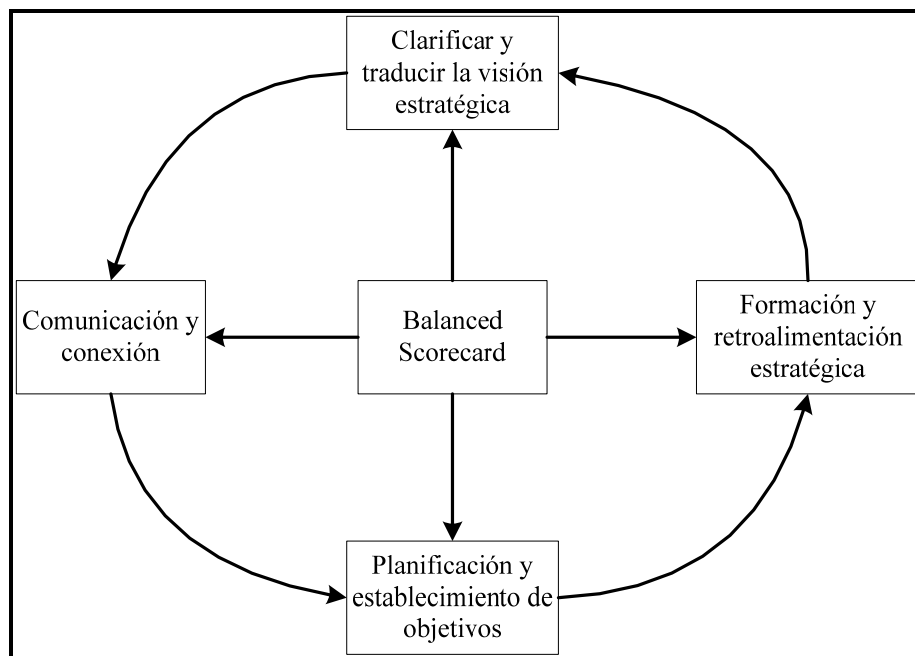 Clarificar y
traducir la visión
estratégica
Comunicación y
conexión
Balanced
Scorecard
Formación y
retroalimentación
estratégica
Planificación y
establecimiento de
objetivos